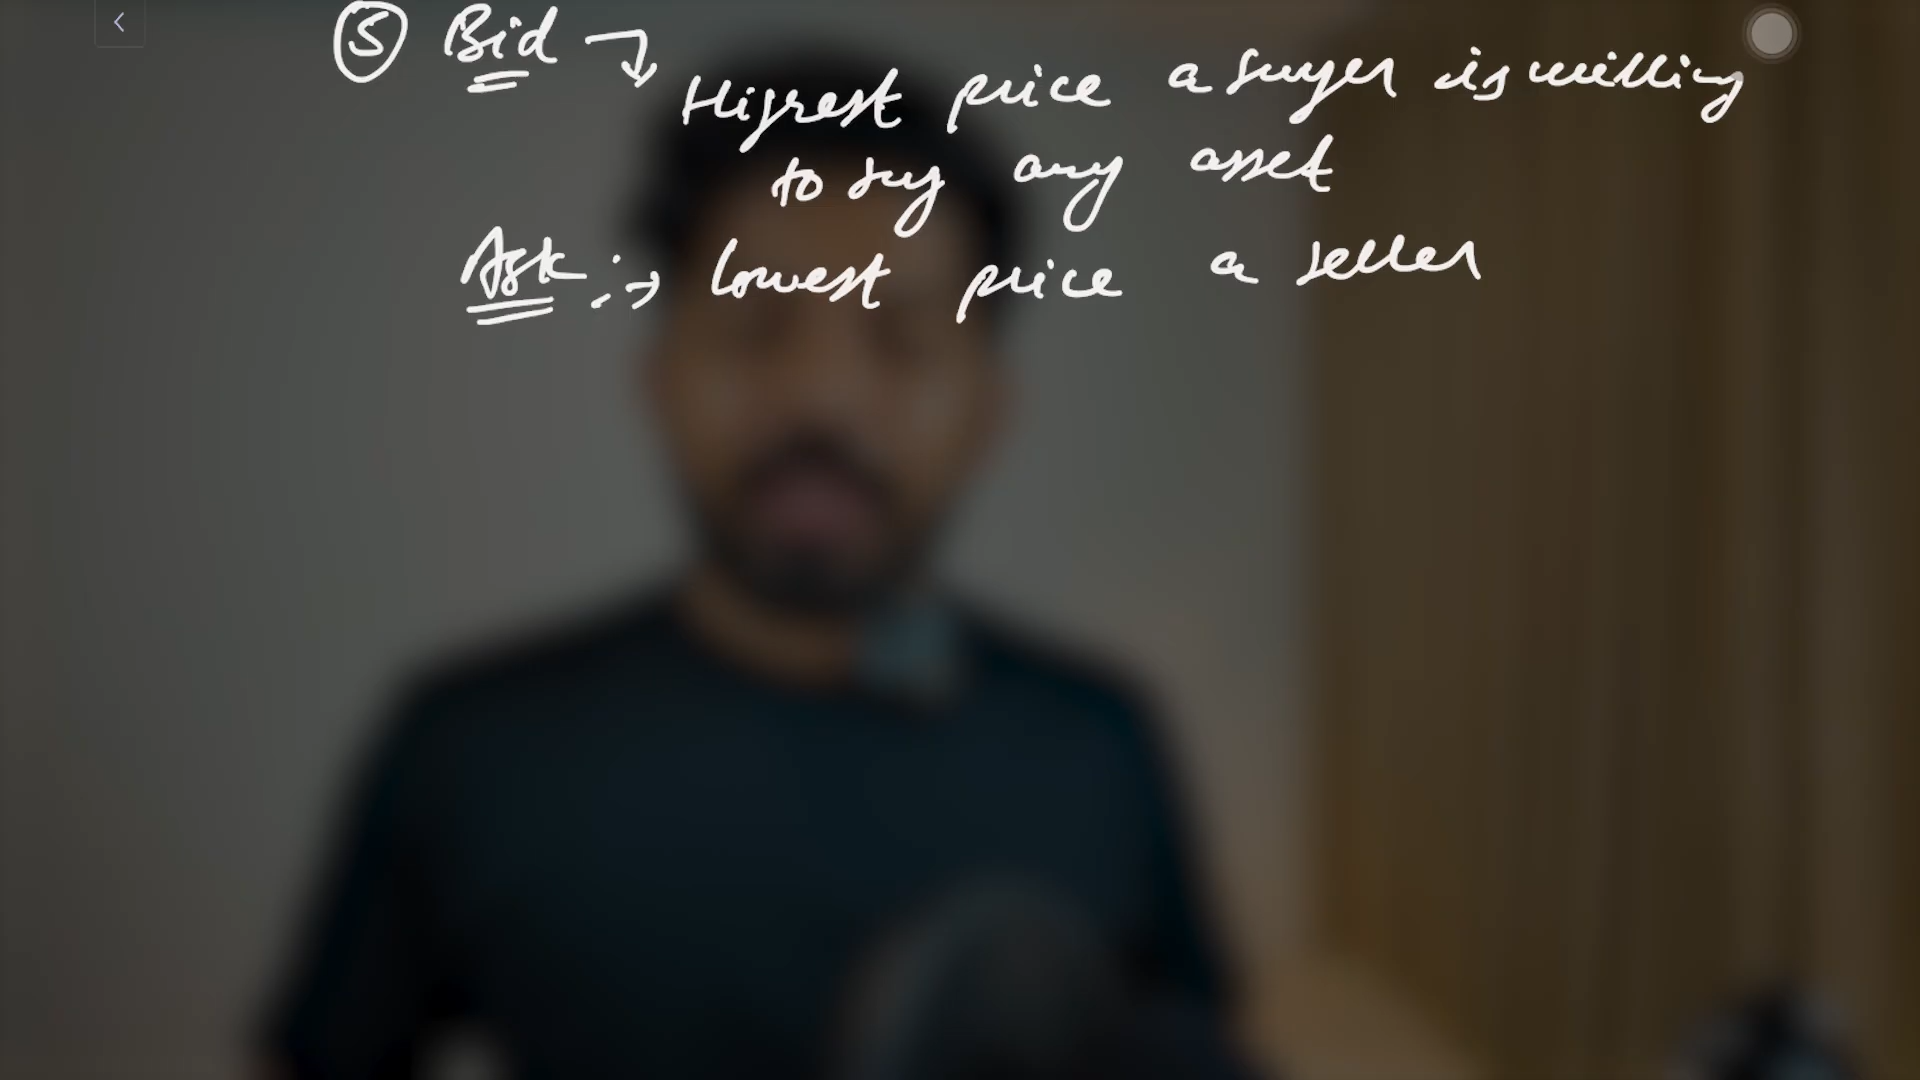 5 Bid →
Highest price a buyer is willing
to buy any asset
Ask :→ lowest price a seller